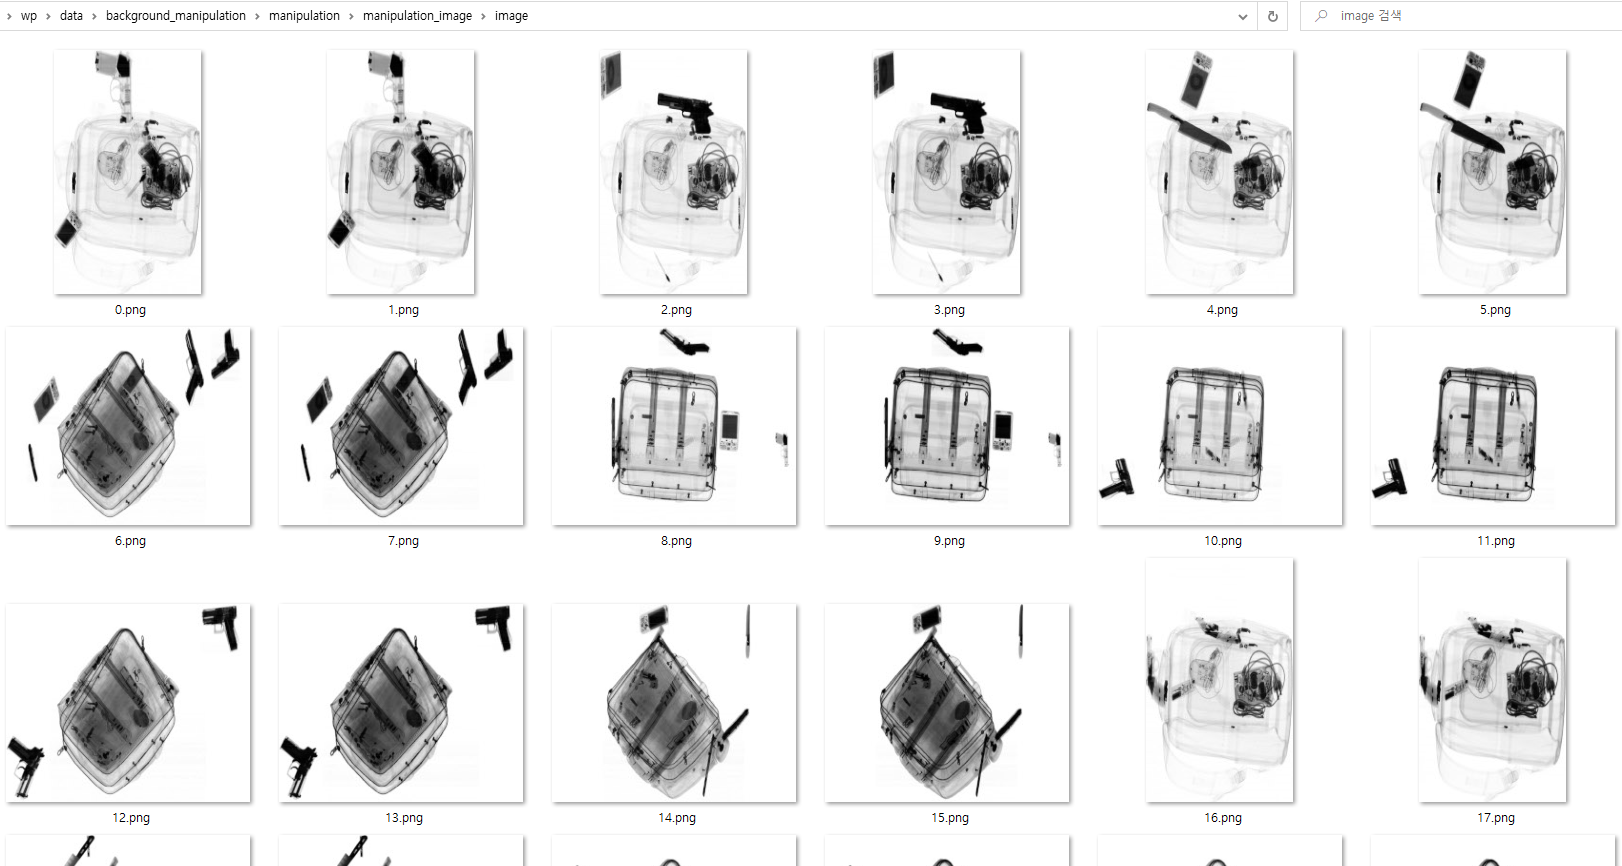 wp > data > background_manipulation > manipulation > manipulation_image > image
image 검색
0.png 1.png 2.png 3.png 4.png 5.png
6.png 7.png 8.png 9.png 10.png 11.png
12.png 13.png 14.png 15.png 16.png 17.png